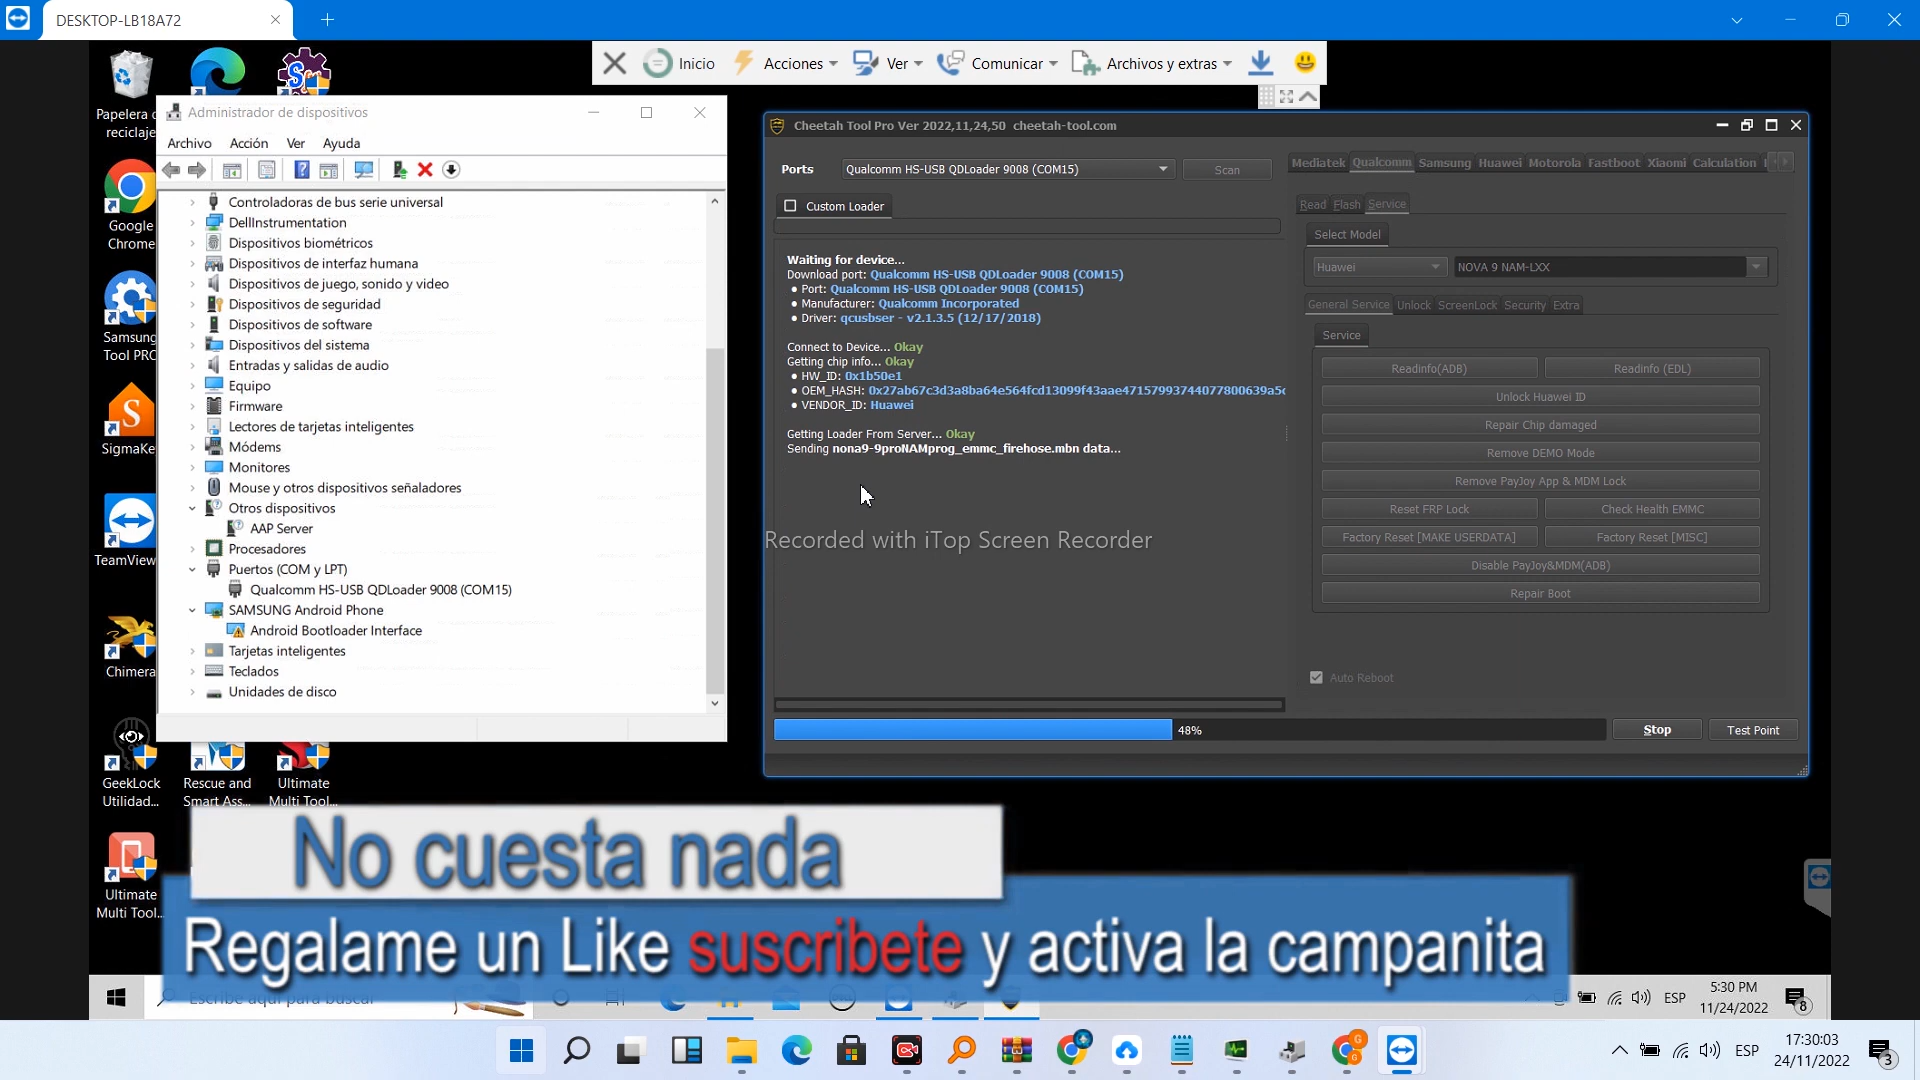 DESKTOP-LB18A72
Inicio
Acciones
Ver
Comunicar
Archivos y extras
Papelera
reciclaje
Google
Chrome
Samsung
Tool PRO
SigmaKe
TeamView
Chimera
GeekLock
Utilidad...
Rescue and
Smart Ass...
Ultimate
Multi Tool...
Ultimate
Multi Tool...
Administrador de dispositivos
Archivo
Acción
Ver
Ayuda
Controladoras de bus serie universal
DellInstrumentation
Dispositivos biométricos
Dispositivos de interfaz humana
Dispositivos de juego, sonido y video
Dispositivos de seguridad
Dispositivos de software
Dispositivos del sistema
Entradas y salidas de audio
Equipo
Firmware
Lectores de tarjetas inteligentes
Módems
Monitores
Mouse y otros dispositivos señaladores
Otros dispositivos
AAP Server
Procesadores
Puertos (COM y LPT)
Qualcomm HS-USB QDLoader 9008 (COM15)
SAMSUNG Android Phone
Android Bootloader Interface
Tarjetas inteligentes
Teclados
Unidades de disco
Cheetah Tool Pro Ver 2022,11,24,50 cheetah-tool.com
Ports
Qualcomm HS-USB QDLoader 9008 (COM15)
Scan
Custom Loader
Waiting for device...
Download port: Qualcomm HS-USB QDLoader 9008 (COM15)
• Port: Qualcomm HS-USB QDLoader 9008 (COM15)
• Manufacturer: Qualcomm Incorporated
• Driver: qcusbser - v2.1.3.5 (12/17/2018)
Connect to Device... Okay
Getting chip info... Okay
• HW_ID: 0x1b50e1
• OEM_HASH: 0x27ab67c3d3a8ba64e564fcd13099f43aae47157993744077800639a5c
• VENDOR_ID: Huawei
Getting Loader From Server... Okay
Sending nona9-9proNAMprog_emmc_firehose.mbn data...
Recorded with iTop Screen Recorder
Mediatek Qualcomm Samsung Huawei Motorola Fastboot Xiaomi Calculation
Read Flash Service
Select Model
Huawei
NOVA 9 NAM-LXX
General Service Unlock ScreenLock Security Extra
Service
Readinfo(ADB)
Readinfo (EDL)
Unlock Huawei ID
Repair Chip damaged
Remove DEMO Mode
Remove PayJoy App & MDM Lock
Reset FRP Lock
Check Health EMMC
Factory Reset [MAKE USERDATA]
Factory Reset [MISC]
Disable PayJoy&MDM(ADB)
Repair Boot
Auto Reboot
48%
Stop
Test Point
No cuesta nada
Regalame un Like suscribete y activa la campanita
Escribe aquí para buscar
ESP
5:30 PM
11/24/2022
8
ESP
17:30:03
24/11/2022
3